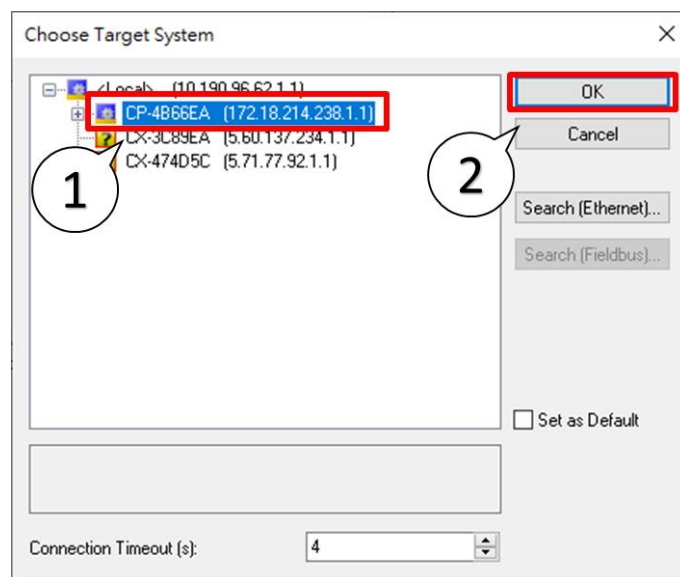 Choose Target System
<Local> (10.190.96.62.1.1)
OK
CP-4B66EA (172.18.214.238.1.1)
Cancel
CX-3C89EA (5.60.137.234.1.1)
CX-474D5C (5.71.77.92.1.1)
1
2
Search (Ethernet)...
Search (Fieldbus)...
Set as Default
Connection Timeout (s):
4